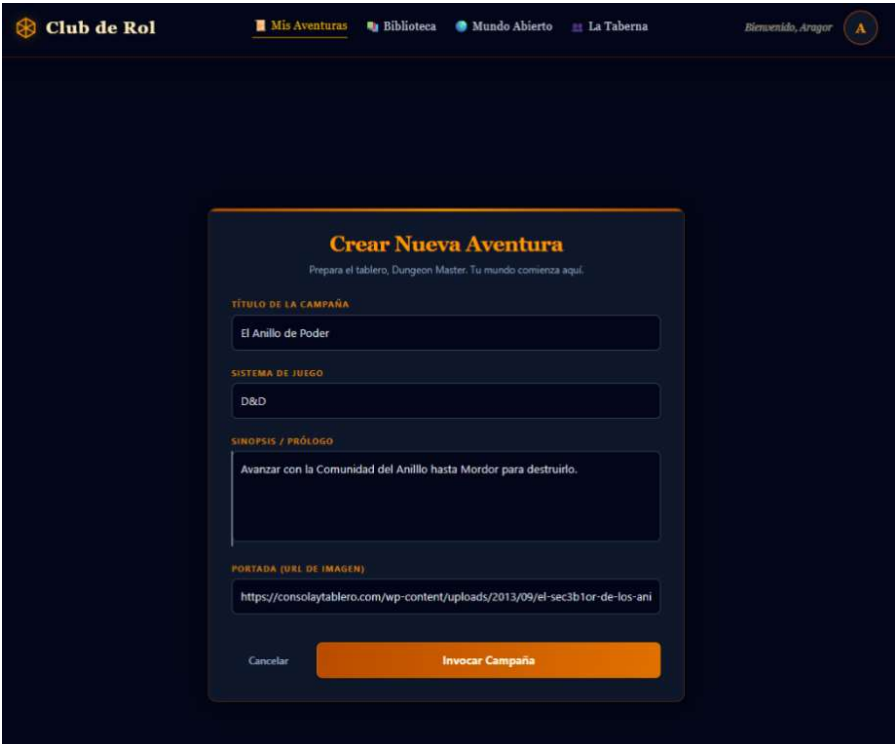 Club de Rol
Mis Aventuras
Biblioteca
Mundo Abierto
La Taberna
Bienvenido, Aragor
A
Crear Nueva Aventura
Prepara el tablero, Dungeon Master. Tu mundo comienza aquí.
TÍTULO DE LA CAMPAÑA
El Anillo de Poder
SISTEMA DE JUEGO
D&D
SINOPSIS / PRÓLOGO
Avanzar con la Comunidad del Anilllo hasta Mordor para destruirlo.
PORTADA (URL DE IMAGEN)
https://consolaytablero.com/wp-content/uploads/2013/09/el-sec3b1or-de-los-ani
Cancelar
Invocar Campaña